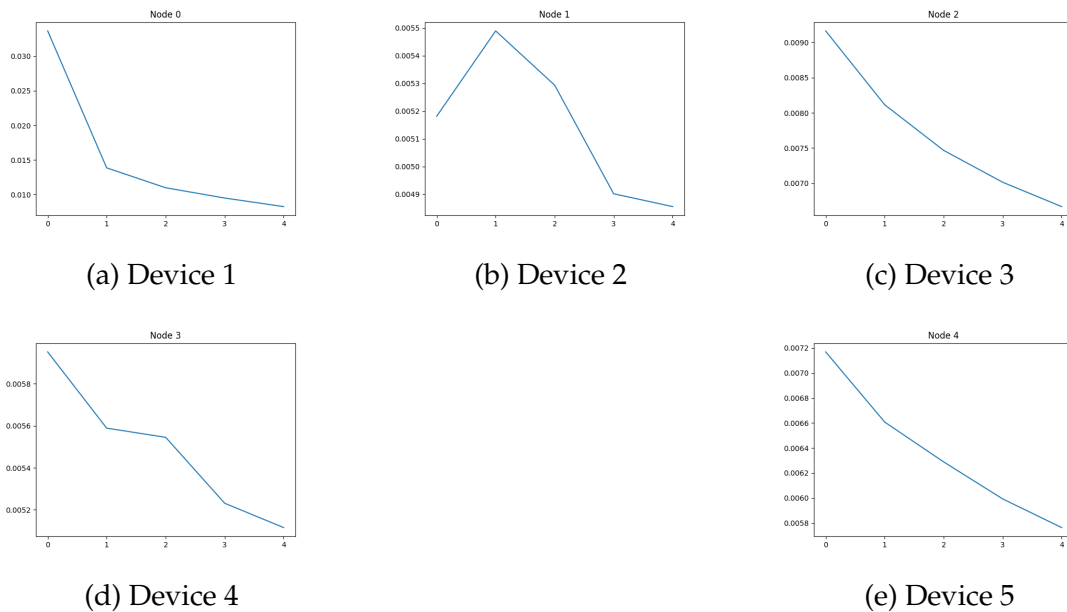 Node 0
0.030
0.025
0.020
0.015
0.010
0 1 2 3 4
(a) Device 1
Node 1
0.0055
0.0054
0.0053
0.0052
0.0051
0.0050
0.0049
0 1 2 3 4
(b) Device 2
Node 2
0.0090
0.0085
0.0080
0.0075
0.0070
0 1 2 3 4
(c) Device 3
Node 3
0.0058
0.0056
0.0054
0.0052
0 1 2 3 4
(d) Device 4
Node 4
0.0072
0.0070
0.0068
0.0066
0.0064
0.0062
0.0060
0.0058
0 1 2 3 4
(e) Device 5